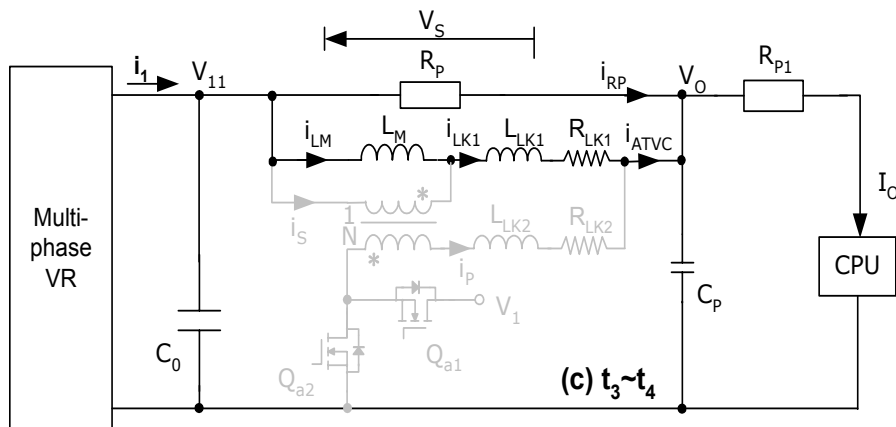 V_S
i_1
V_11
R_P
i_RP
V_O
R_P1
i_LM
L_M
i_LK1
L_LK1
R_LK1
i_ATVC
I_O
*
i_S
1
N
L_LK2
R_LK2
*
i_P
Multi-
phase
VR
CPU
V_1
C_P
C_0
Q_a1
Q_a2
(c) t_3~t_4